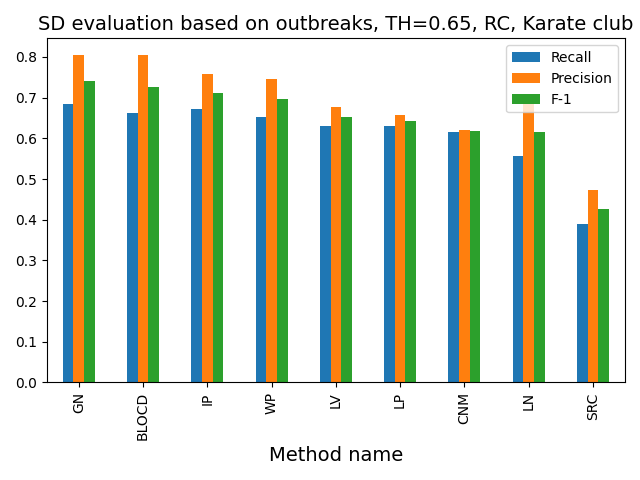 SD evaluation based on outbreaks, TH=0.65, RC, Karate club
Recall
Precision
F-1
0.8
0.7
0.6
0.5
0.4
0.3
0.2
0.1
0.0
GN
BLOCD
IP
WP
LV
LP
CNM
LN
SRC
Method name